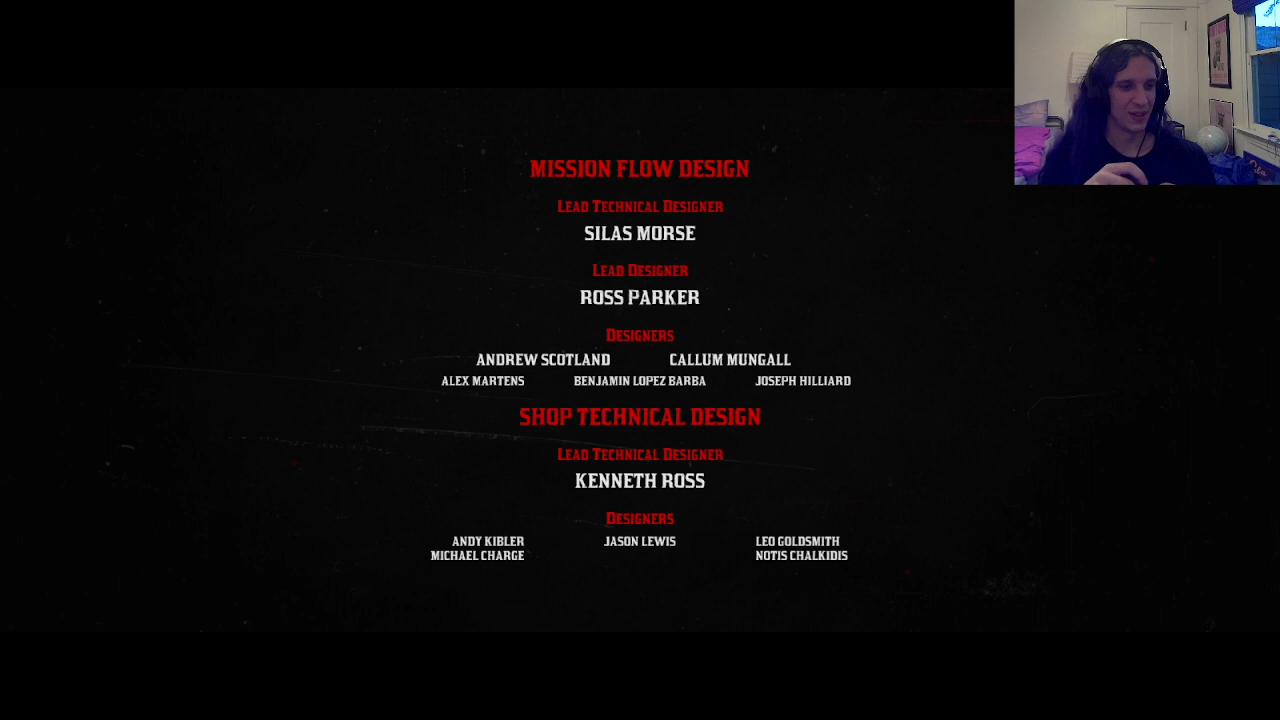 MISSION FLOW DESIGN
LEAD TECHNICAL DESIGNER
SILAS MORSE
LEAD DESIGNER
ROSS PARKER
DESIGNERS
ANDREW SCOTLAND CALLUM MUNGALL
ALEX MARTENS BENJAMIN LOPEZ BARBA JOSEPH HILLIARD
SHOP TECHNICAL DESIGN
LEAD TECHNICAL DESIGNER
KENNETH ROSS
DESIGNERS
ANDY KIBLER JASON LEWIS LEO GOLDSMITH
MICHAEL CHARGE NOTIS CHALKIDIS